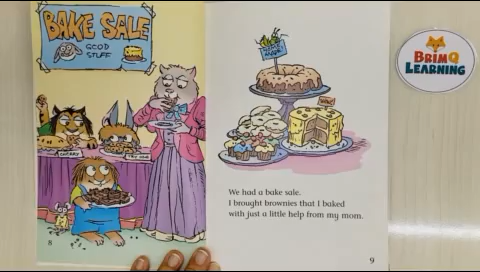 BAKE SALE
GOOD
STUFF
CHERRY
We had a bake sale.
I brought brownies that I baked
with just a little help from my mom.
8
9
BRIMQ
LEARNING